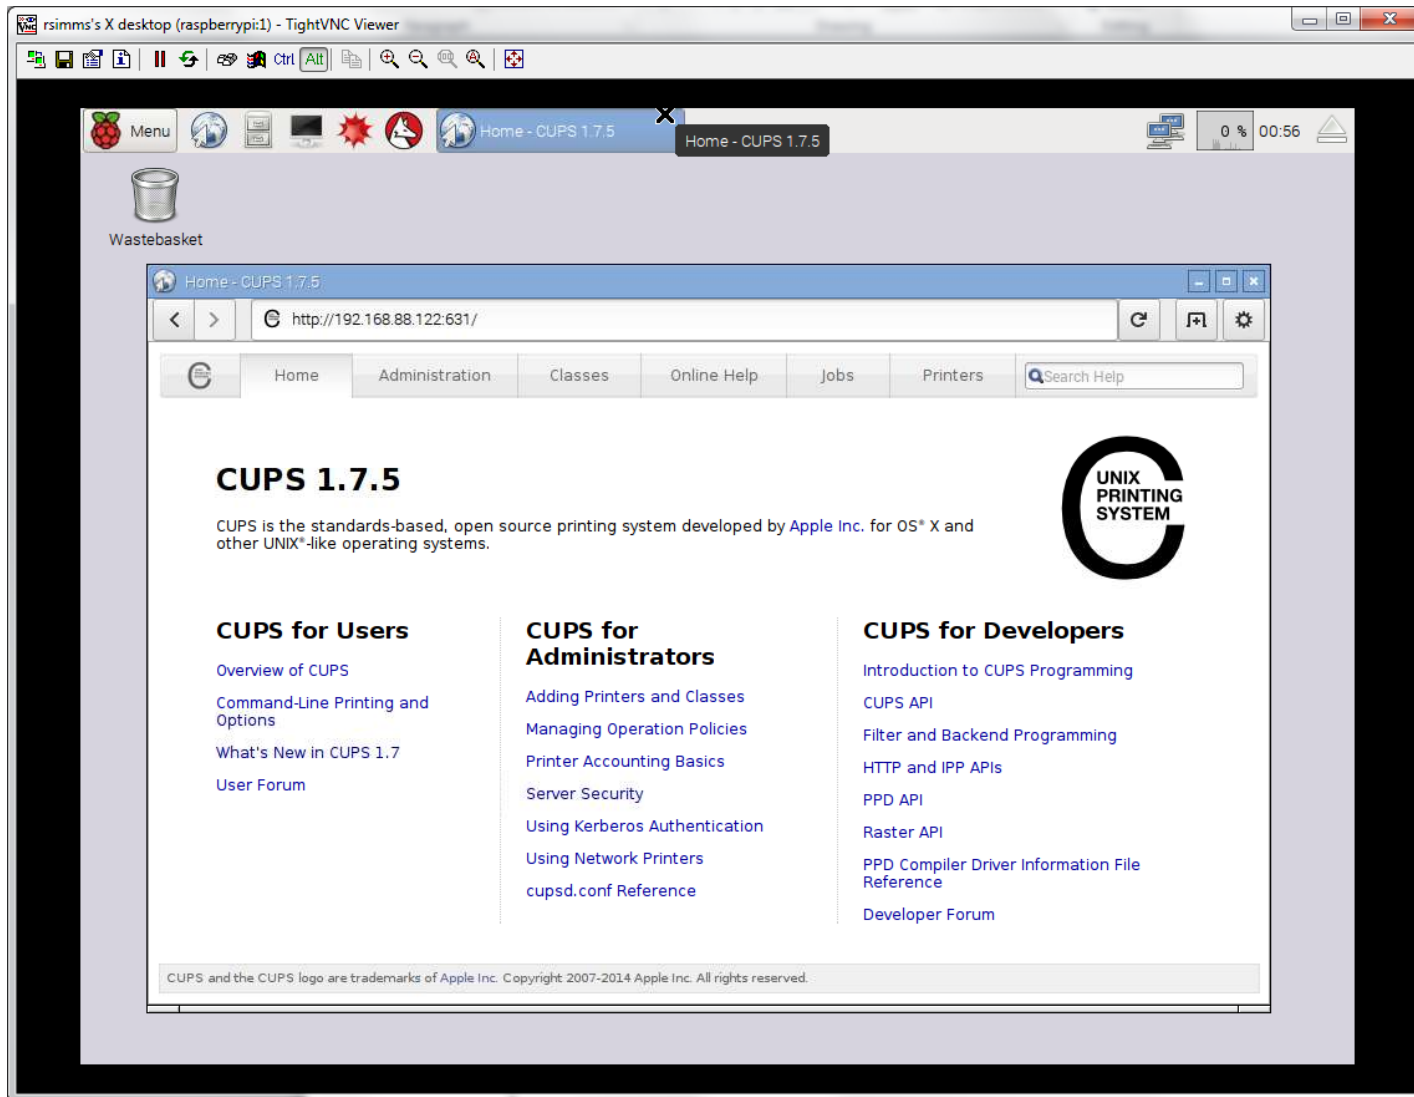 rsimms's X desktop (raspberrypi:1) - TightVNC Viewer
Ctrl Alt
Menu
Home - CUPS 1.7.5
Home - CUPS 1.7.5
0 % 00:56
Wastebasket
Home - CUPS 1.7.5
http://192.168.88.122:631/
Home Administration Classes Online Help Jobs Printers Search Help
CUPS 1.7.5
CUPS is the standards-based, open source printing system developed by Apple Inc. for OS® X and
other UNIX®-like operating systems.
UNIX
PRINTING
SYSTEM
CUPS for Users
Overview of CUPS
Command-Line Printing and
Options
What's New in CUPS 1.7
User Forum
CUPS for
Administrators
Adding Printers and Classes
Managing Operation Policies
Printer Accounting Basics
Server Security
Using Kerberos Authentication
Using Network Printers
cupsd.conf Reference
CUPS for Developers
Introduction to CUPS Programming
CUPS API
Filter and Backend Programming
HTTP and IPP APIs
PPD API
Raster API
PPD Compiler Driver Information File
Reference
Developer Forum
CUPS and the CUPS logo are trademarks of Apple Inc. Copyright 2007-2014 Apple Inc. All rights reserved.